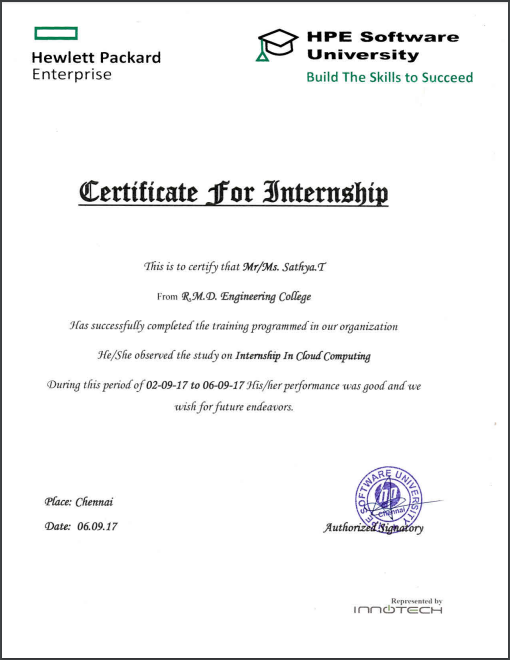 Hewlett Packard
Enterprise
HPE Software
University
Build The Skills to Succeed
Certificate For Internship
This is to certify that Mr/Ms. Sathya.T
From R.M.D. Engineering College
Has successfully completed the training programmed in our organization
He/She observed the study on Internship In Cloud Computing
During this period of 02-09-17 to 06-09-17 His/her performance was good and we
wish for future endeavors.
Place: Chennai
Date: 06.09.17
HPE SOFTWARE UNIVERSITY
Chennai
Authorized Signatory
Represented by
INNOTECH